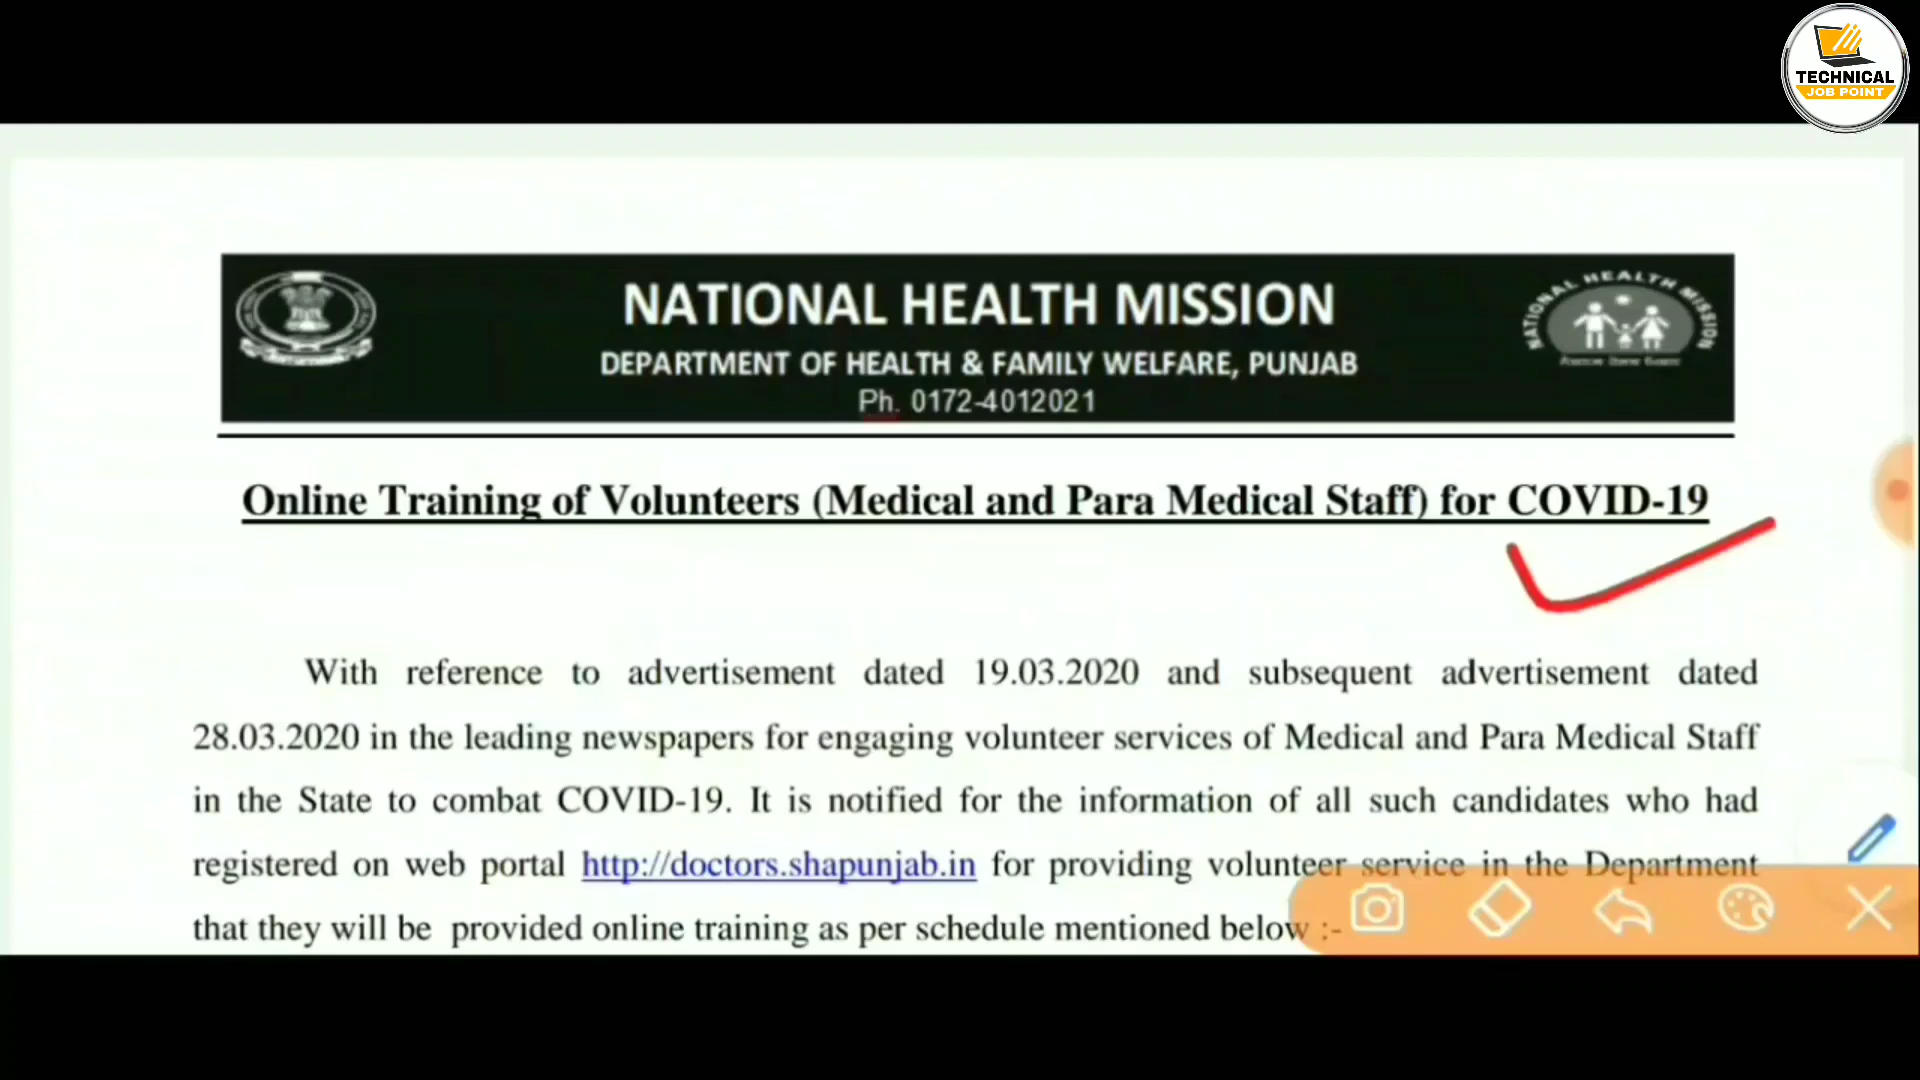 TECHNICAL
JOB POINT
NATIONAL HEALTH MISSION
DEPARTMENT OF HEALTH & FAMILY WELFARE, PUNJAB
Ph. 0172-4012021
NATIONAL HEALTH MISSION
Online Training of Volunteers (Medical and Para Medical Staff) for COVID-19
With reference to advertisement dated 19.03.2020 and subsequent advertisement dated
28.03.2020 in the leading newspapers for engaging volunteer services of Medical and Para Medical Staff
in the State to combat COVID-19. It is notified for the information of all such candidates who had
registered on web portal http://doctors.shapunjab.in for providing volunteer service in the Department
that they will be provided online training as per schedule mentioned below :-